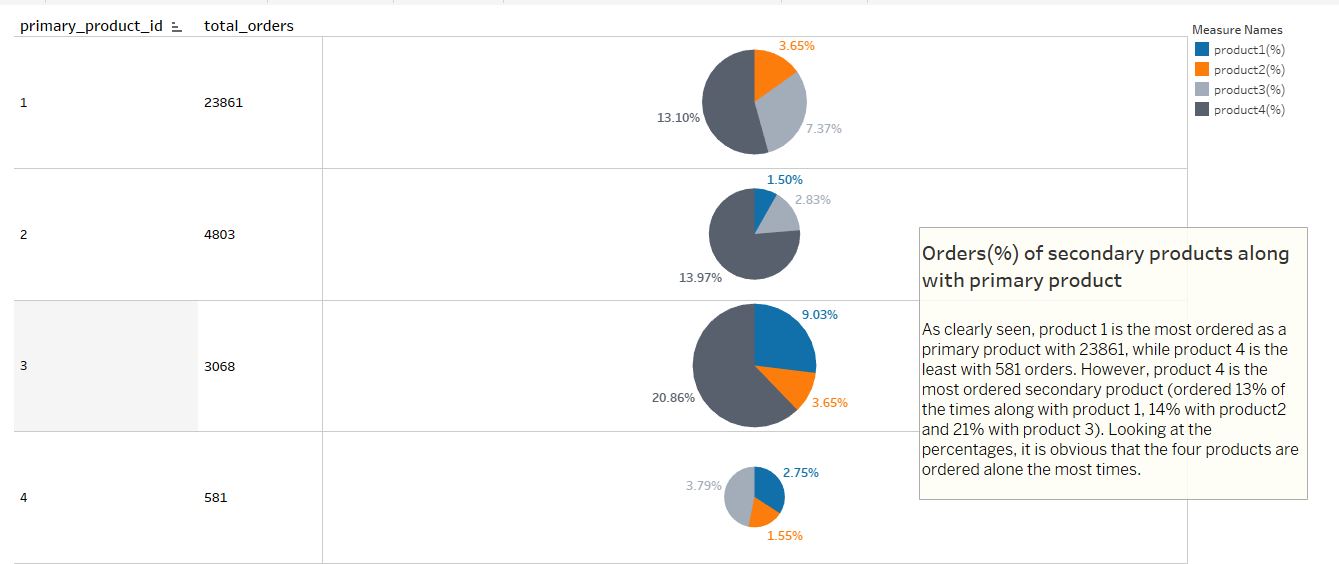 primary_product_id total_orders
Measure Names
product1(%)
product2(%)
product3(%)
product4(%)
1 23861
3.65%
7.37%
13.10%
2 4803
1.50%
2.83%
13.97%
3 3068
9.03%
3.65%
20.86%
4 581
2.75%
1.55%
3.79%
Orders(%) of secondary products along
with primary product
As clearly seen, product 1 is the most ordered as a
primary product with 23861, while product 4 is the
least with 581 orders. However, product 4 is the
most ordered secondary product (ordered 13% of
the times along with product 1, 14% with product2
and 21% with product 3). Looking at the
percentages, it is obvious that the four products are
ordered alone the most times.